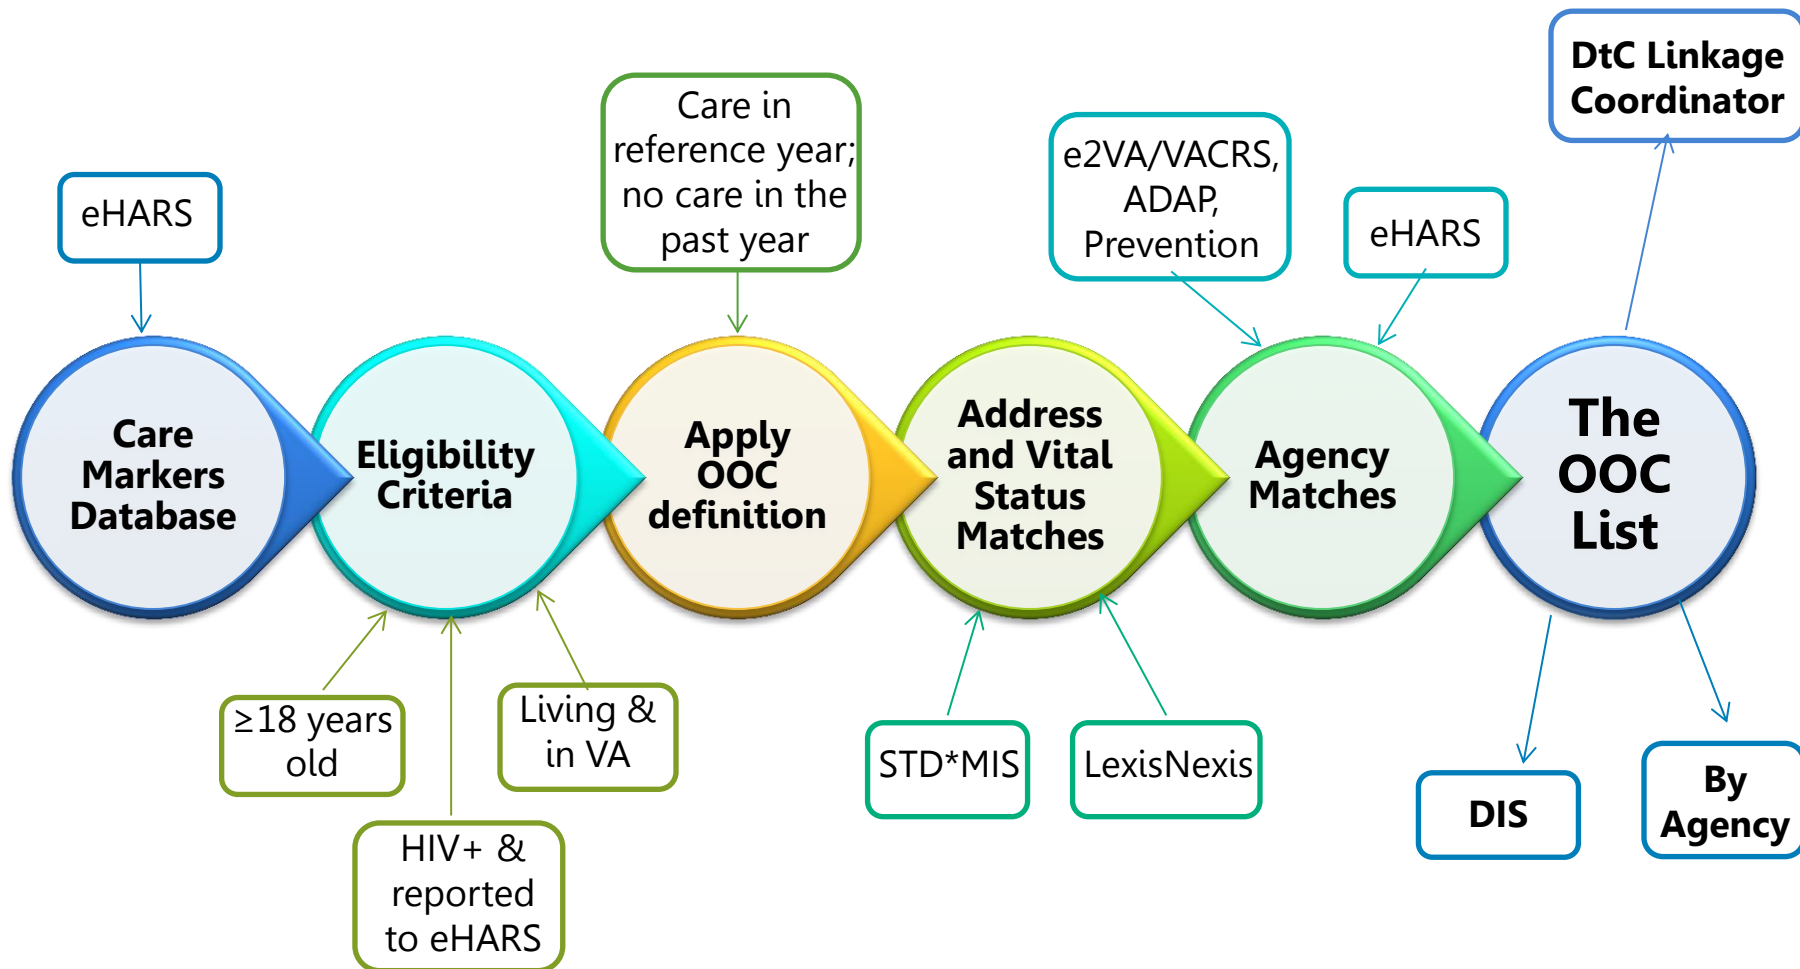 DtC Linkage
Coordinator
Care in
reference year;
no care in the
past year
e2VA/VACRS,
ADAP,
Prevention
eHARS
eHARS
Care
Markers
Database
Eligibility
Criteria
Apply
OOC
definition
Address
and Vital
Status
Matches
Agency
Matches
The
OOC
List
≥18 years
old
Living &
in VA
HIV+ &
reported
to eHARS
STD*MIS
LexisNexis
DIS
By
Agency